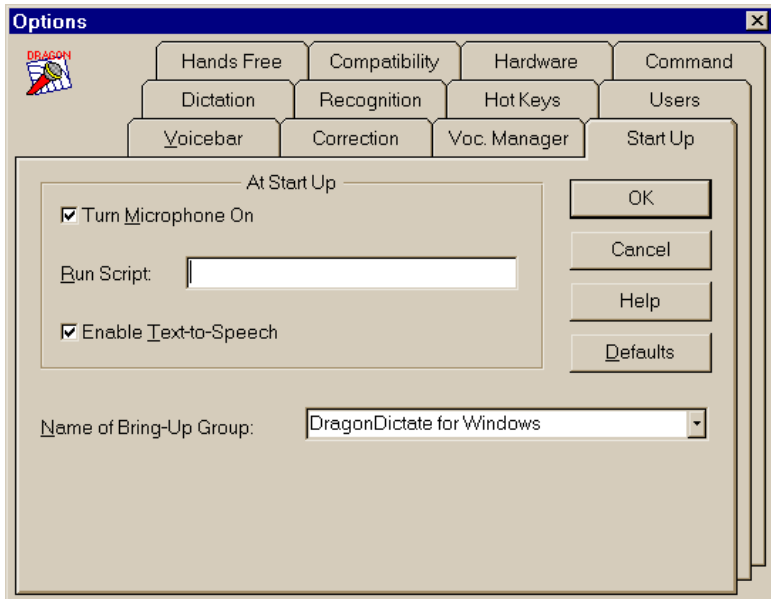 Options
DRAGON
Hands Free Compatibility Hardware Command
Dictation Recognition Hot Keys Users
Voicebar Correction Voc. Manager Start Up
At Start Up
Turn Microphone On
Run Script:
Enable Text-to-Speech
OK
Cancel
Help
Defaults
Name of Bring-Up Group: DragonDictate for Windows